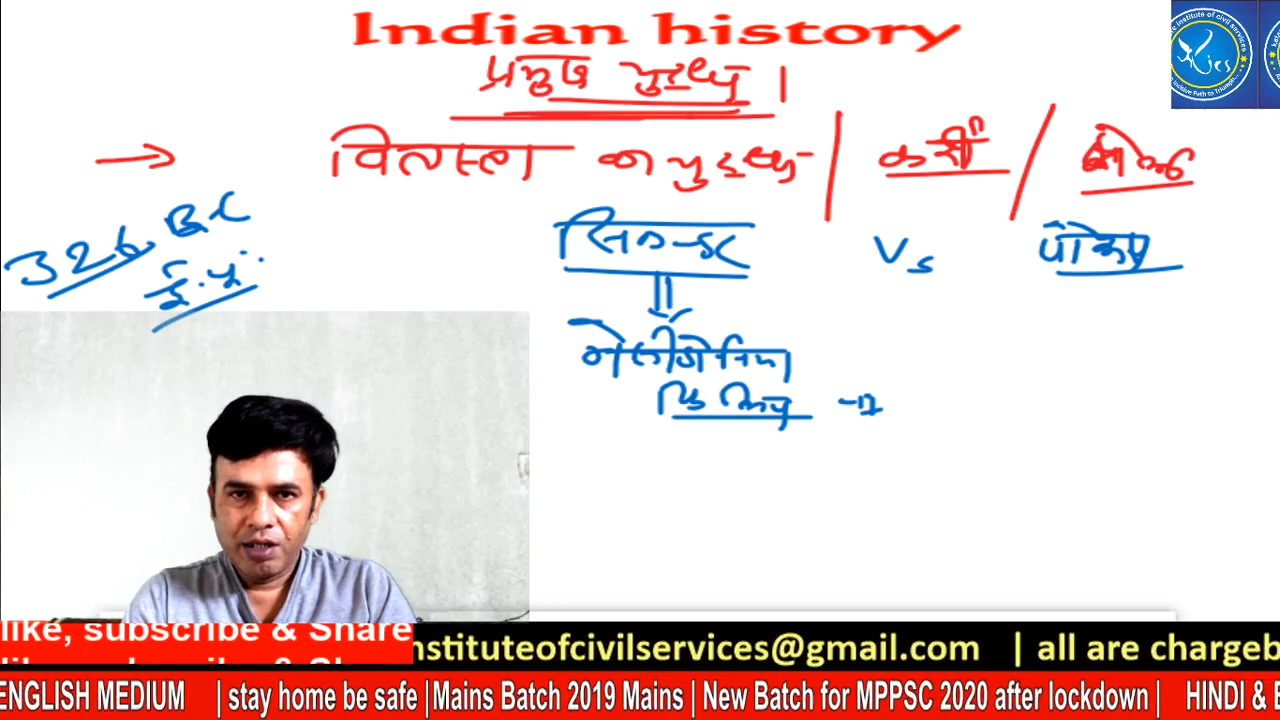 Indian history
प्रमुख युद्ध ।
→ वितस्ता का युद्ध / कर्री /
326 BC
ई. पू.
सिकन्दर Vs पोरस
like, subscribe & Share
nstituteofcivilservices@gmail.com | all are chargeb
ENGLISH MEDIUM | stay home be safe |Mains Batch 2019 Mains | New Batch for MPPSC 2020 after lockdown | HINDI & E